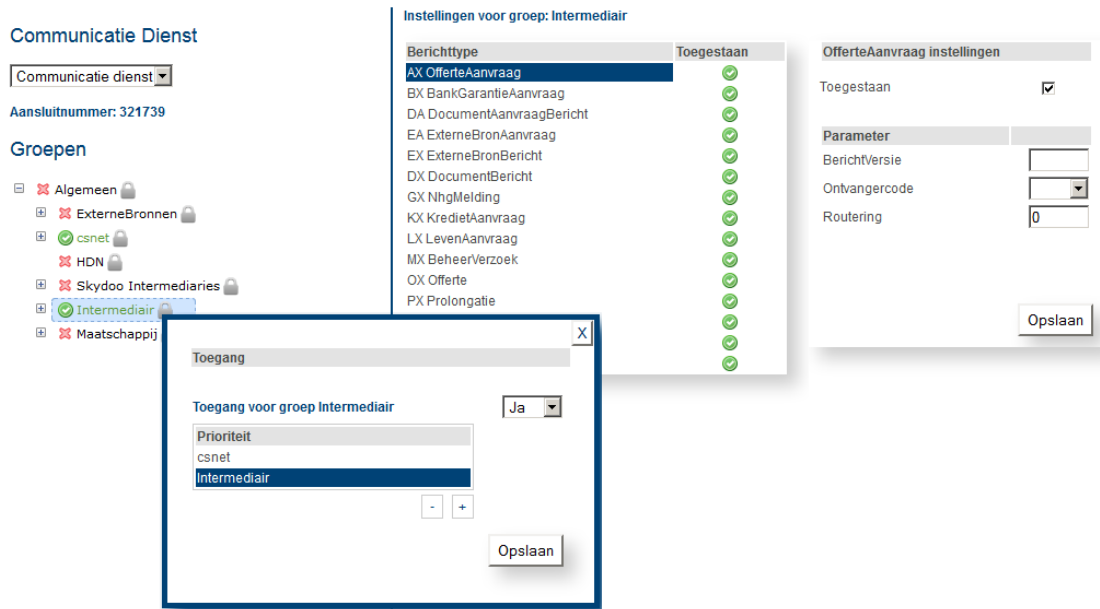 Communicatie Dienst
Communicatie dienst
Aansluitnummer: 321739
Groepen
Algemeen
ExterneBronnen
csnet
HDN
Skydoo Intermediaries
Intermediair
Maatschappij
Instellingen voor groep: Intermediair
Berichttype Toegestaan
AX OfferteAanvraag
BX BankGarantieAanvraag
DA DocumentAanvraagBericht
EA ExterneBronAanvraag
EX ExterneBronBericht
DX DocumentBericht
GX NhgMelding
KX KredietAanvraag
LX LevenAanvraag
MX BeheerVerzoek
OX Offerte
PX Prolongatie
OfferteAanvraag instellingen
Toegestaan
Parameter
BerichtVersie
Ontvangercode
Routering 0
Opslaan
X
Toegang
Toegang voor groep Intermediair Ja
Prioriteit
csnet
Intermediair
- +
Opslaan